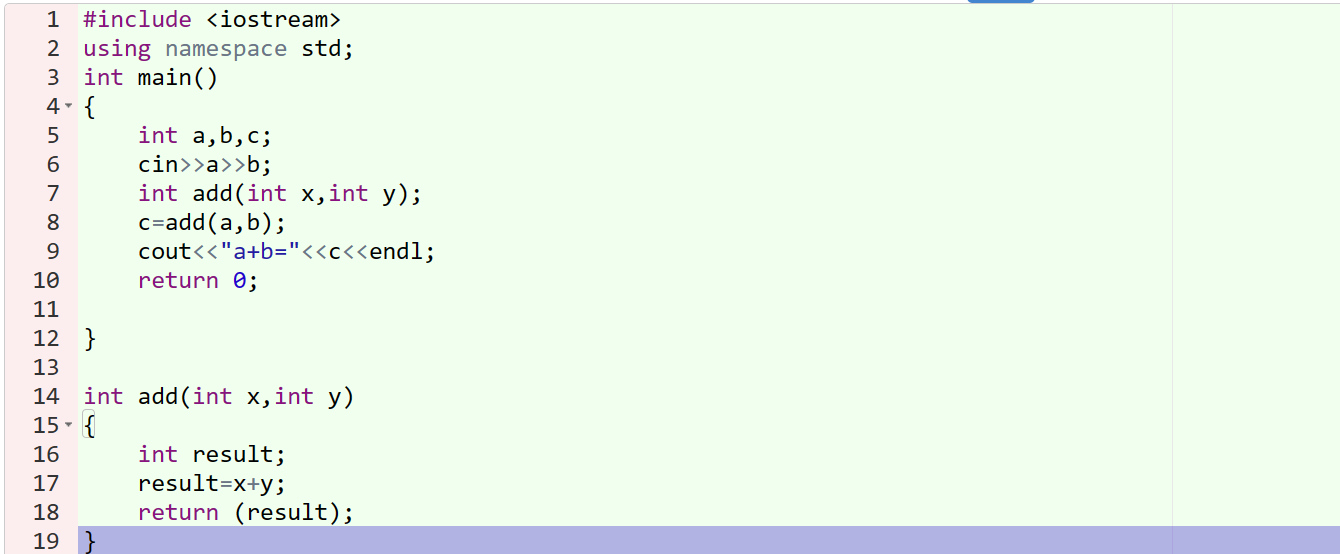 1 #include <iostream>
2 using namespace std;
3 int main()
4 {
5     int a,b,c;
6     cin>>a>>b;
7     int add(int x,int y);
8     c=add(a,b);
9     cout<<"a+b="<<c<<endl;
10     return 0;
11
12 }
13
14 int add(int x,int y)
15 {
16     int result;
17     result=x+y;
18     return (result);
19 }